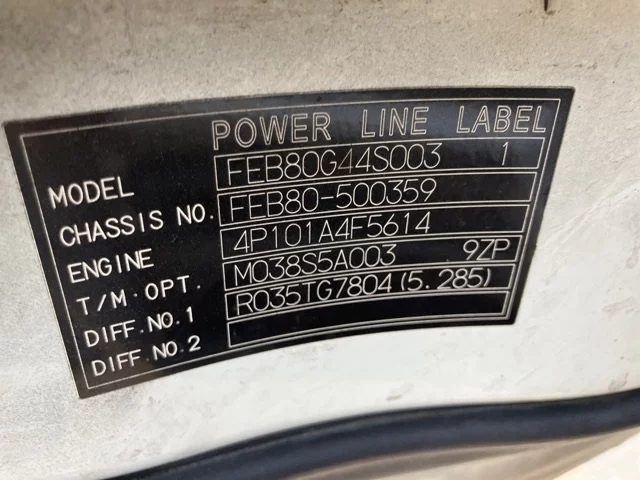 POWER LINE LABEL
MODEL FEB80G44S003 1
CHASSIS NO. FEB80-500359
ENGINE 4P101A4F5614
T/M·OPT. M038S5A003 9ZP
DIFF.NO.1 R035TG7804(5.285)
DIFF.NO.2